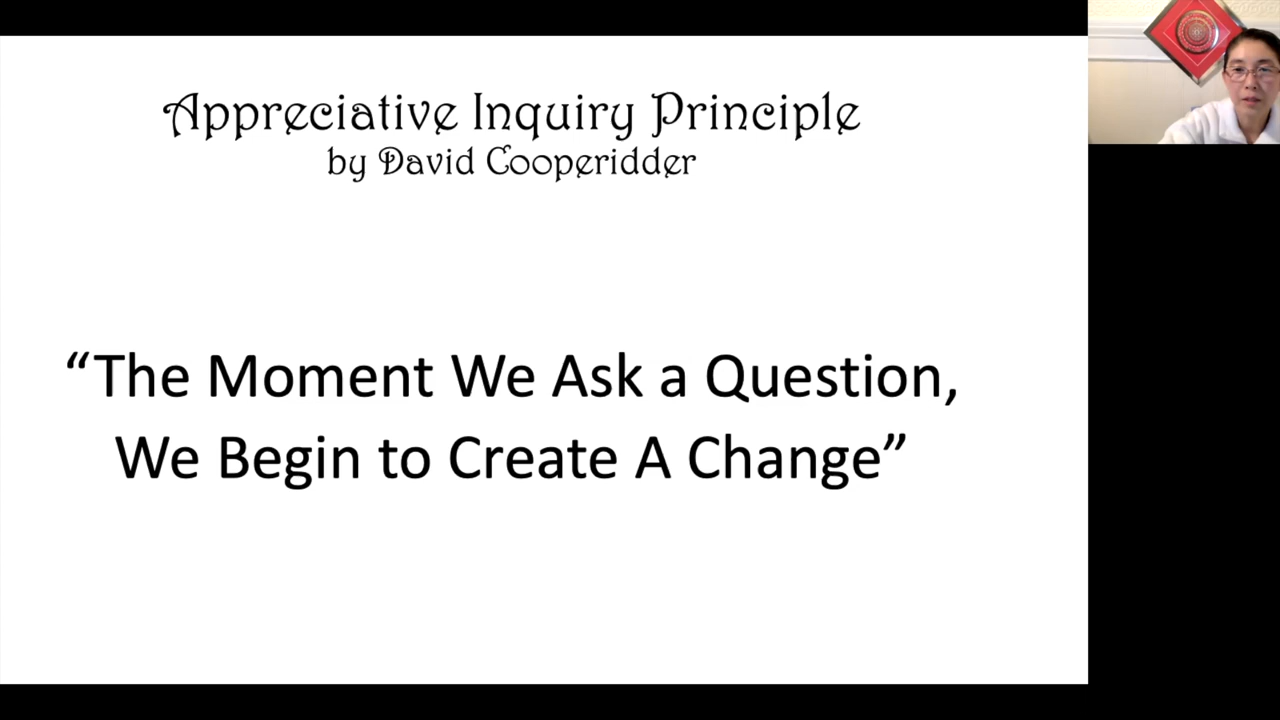 Appreciative Inquiry Principle
by David Cooperidder
“The Moment We Ask a Question,
We Begin to Create A Change”